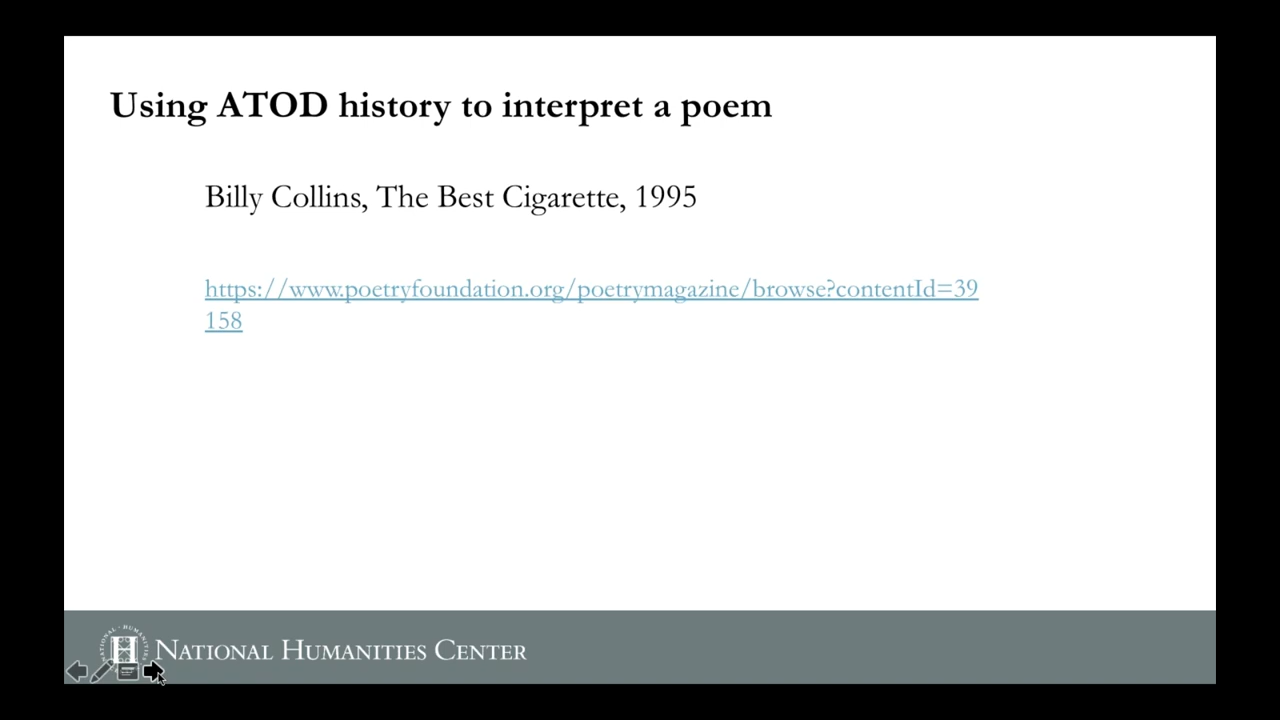 Using ATOD history to interpret a poem
Billy Collins, The Best Cigarette, 1995
https://www.poetryfoundation.org/poetrymagazine/browse?contentId=39
158
NATIONAL HUMANITIES CENTER